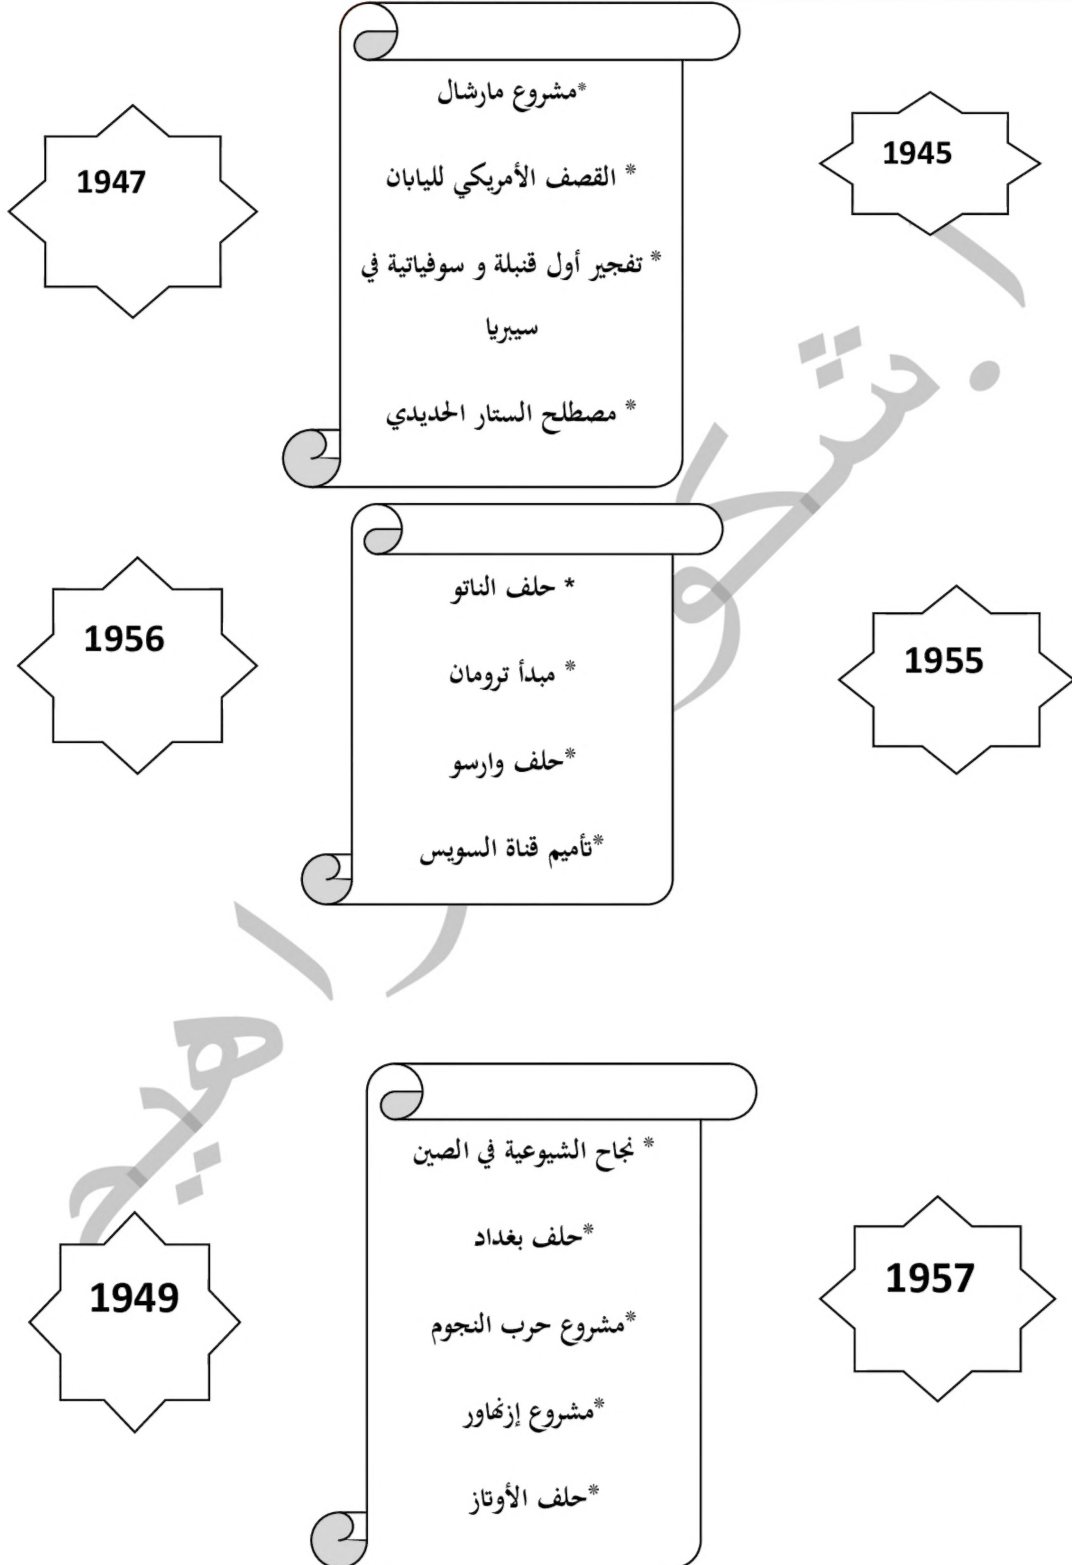 *مشروع مارشال
1945
1947
* القصف الأمريكي لليابان
* تفجير أول قنبلة و سوفياتية في
سيبريا
* مصطلح الستار الحديدي
* حلف الناتو
1955
1956
* مبدأ ترومان
*حلف وارسو
*تأميم قناة السويس
* نجاح الشيوعية في الصين
*حلف بغداد
1957
1949
*مشروع حرب النجوم
*مشروع إزنهاور
*حلف الأوتاز